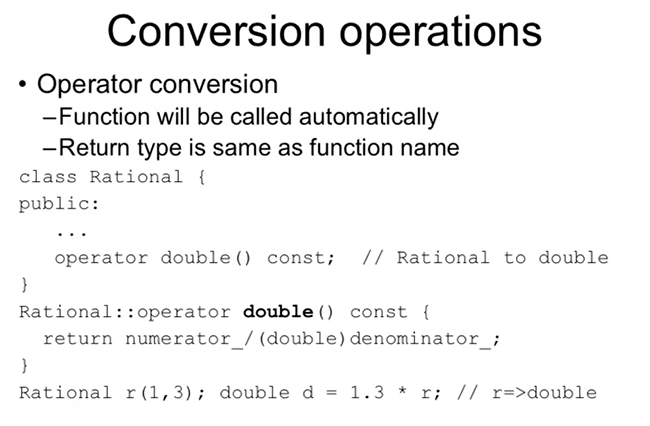 Conversion operations
• Operator conversion
–Function will be called automatically
–Return type is same as function name
class Rational {
public:
...
operator double() const;  // Rational to double
}
Rational::operator double() const {
return numerator_/(double)denominator_;
}
Rational r(1,3); double d = 1.3 * r; // r=>double